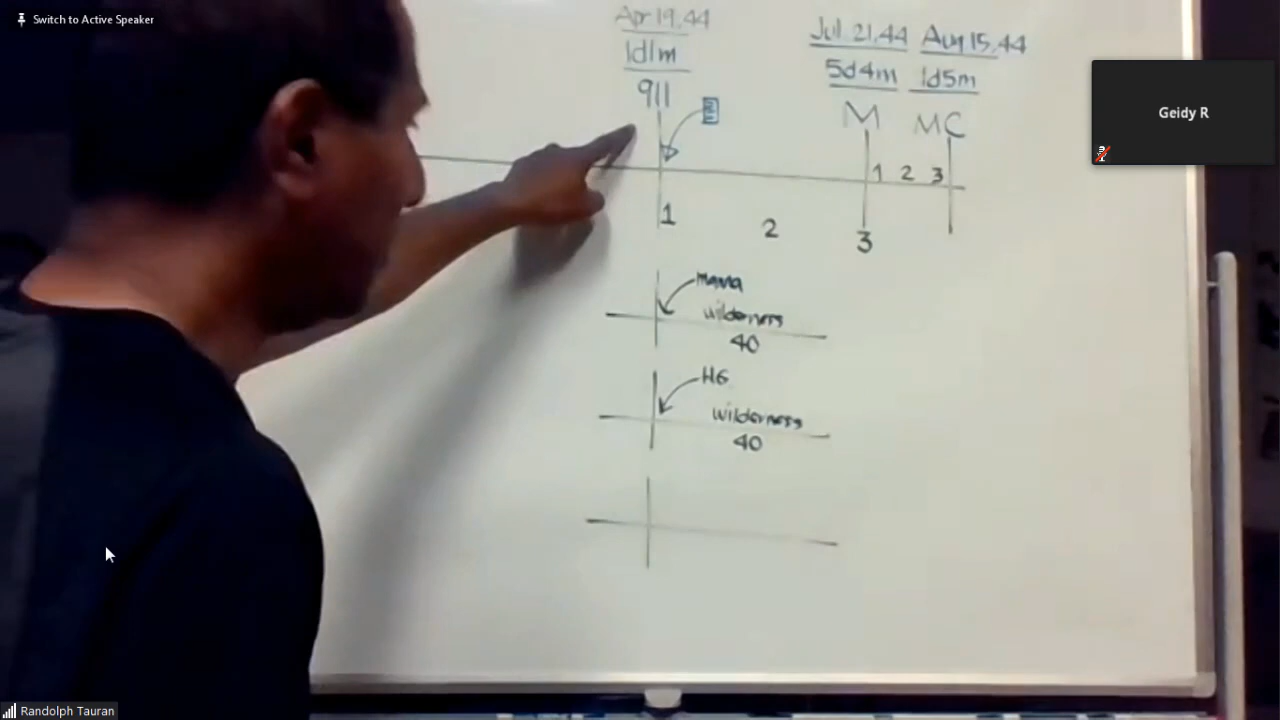 Switch to Active Speaker
Apr 19, 44
1d1m
911
Jul 21, 44 Aug 15, 44
5d4m 1d5m
M MC
Geidy R
1 2 3
1 2 3
Manna
wilderness
40
HG
wilderness
40
Randolph Tauran